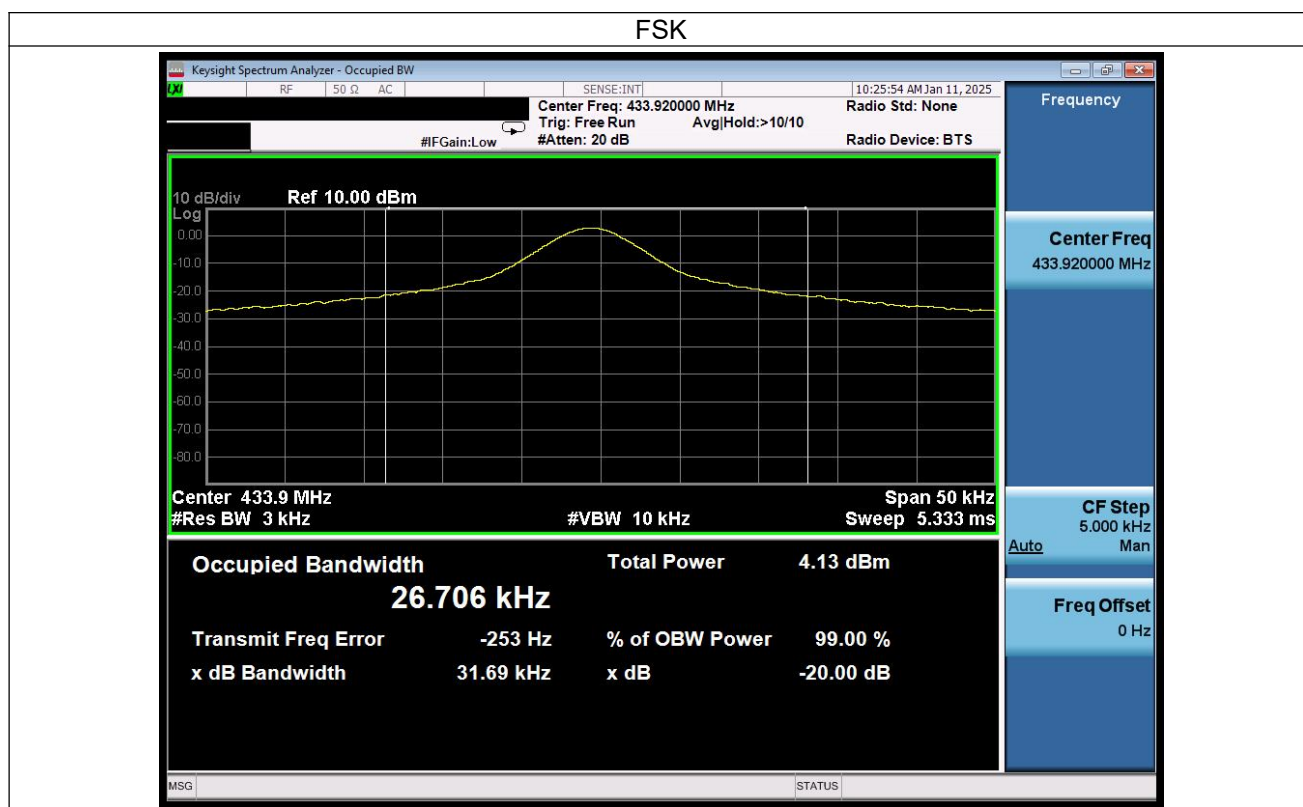 FSK
Keysight Spectrum Analyzer - Occupied BW
LXI RF 50 Ω AC SENSE:INT 10:25:54 AM Jan 11, 2025
Center Freq: 433.920000 MHz Radio Std: None
Trig: Free Run Avg|Hold:>10/10
#IFGain:Low #Atten: 20 dB Radio Device: BTS
10 dB/div Ref 10.00 dBm
Log
0.00
-10.0
-20.0
-30.0
-40.0
-50.0
-60.0
-70.0
-80.0
Center 433.9 MHz Span 50 kHz
#Res BW 3 kHz #VBW 10 kHz Sweep 5.333 ms
Occupied Bandwidth Total Power 4.13 dBm
26.706 kHz
Transmit Freq Error -253 Hz % of OBW Power 99.00 %
x dB Bandwidth 31.69 kHz x dB -20.00 dB
Frequency
Center Freq
433.920000 MHz
CF Step
5.000 kHz
Auto Man
Freq Offset
0 Hz
MSG STATUS